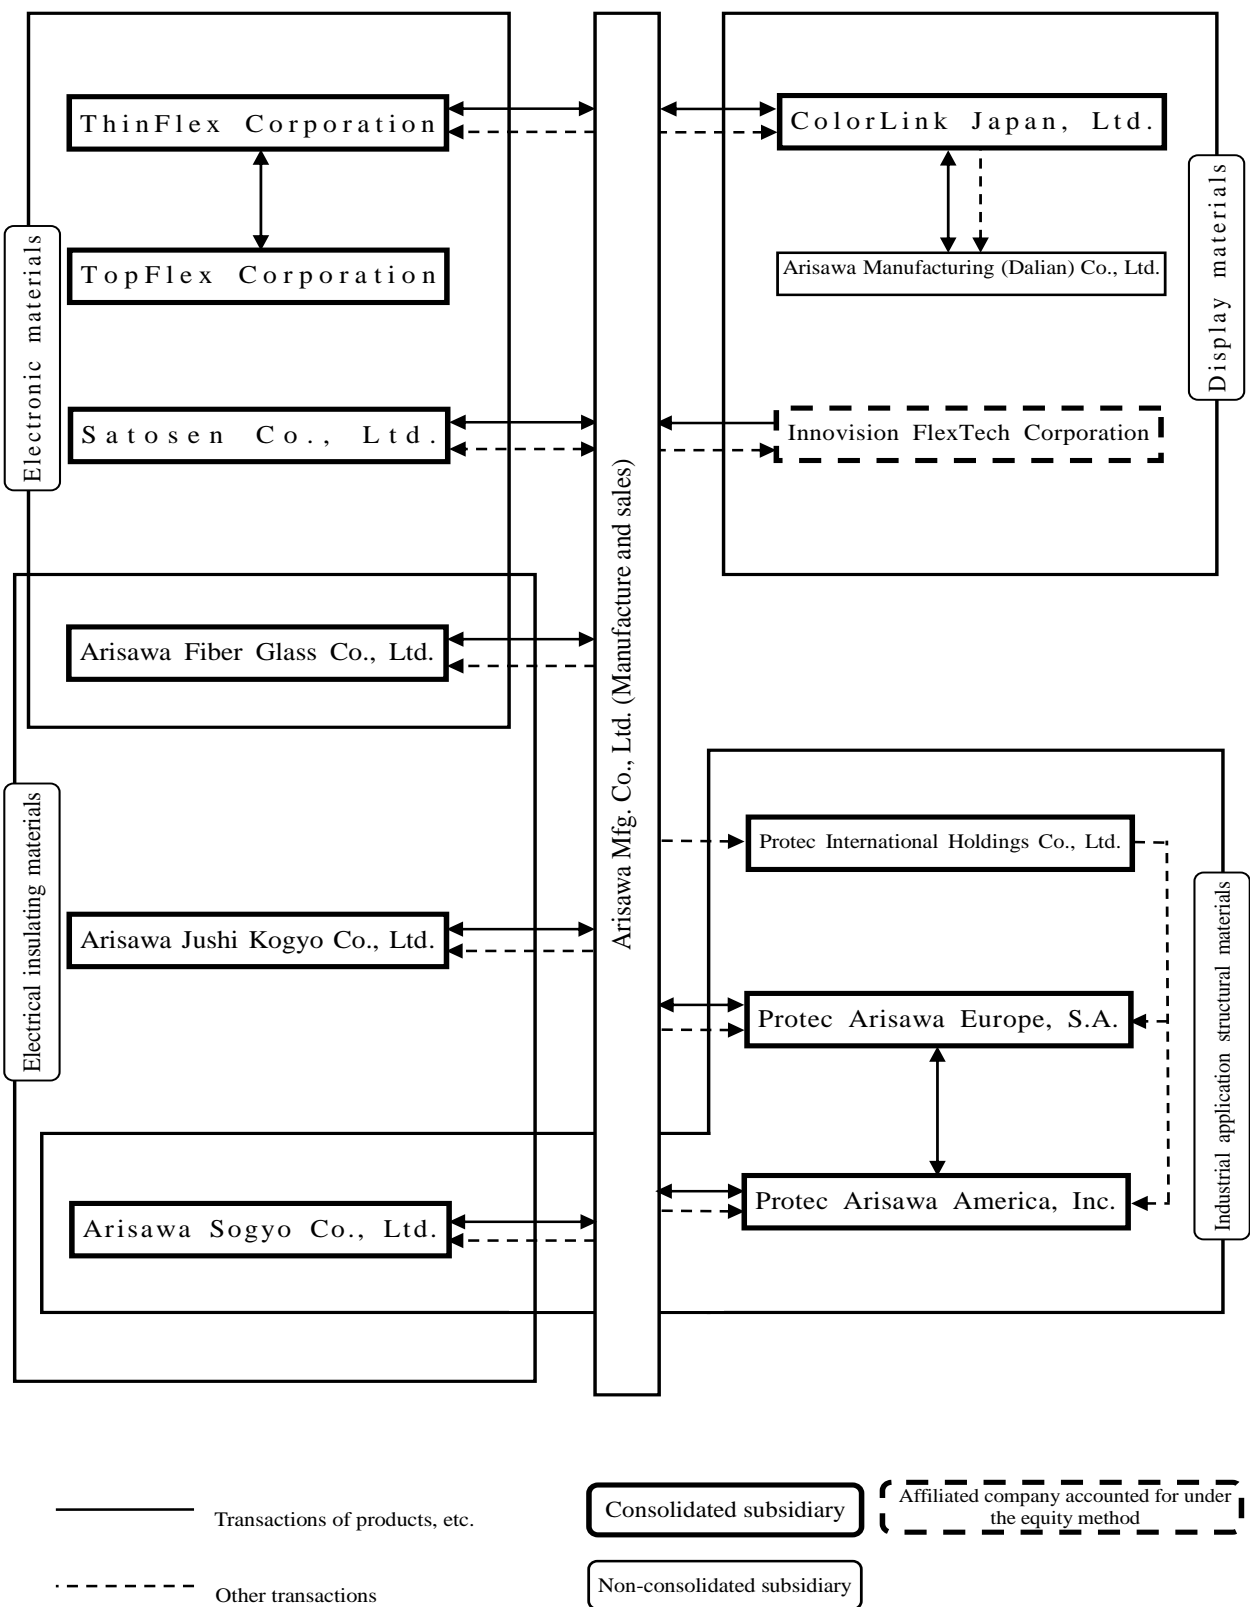 ThinFlex Corporation
TopFlex Corporation
Satosen Co., Ltd.
Electronic materials
Arisawa Fiber Glass Co., Ltd.
Arisawa Jushi Kogyo Co., Ltd.
Arisawa Sogyo Co., Ltd.
Electrical insulating materials
Arisawa Mfg. Co., Ltd. (Manufacture and sales)
ColorLink Japan, Ltd.
Arisawa Manufacturing (Dalian) Co., Ltd.
Innovision FlexTech Corporation
Display materials
Protec International Holdings Co., Ltd.
Protec Arisawa Europe, S.A.
Protec Arisawa America, Inc.
Industrial application structural materials
Transactions of products, etc.
Other transactions
Consolidated subsidiary
Non-consolidated subsidiary
Affiliated company accounted for under
the equity method